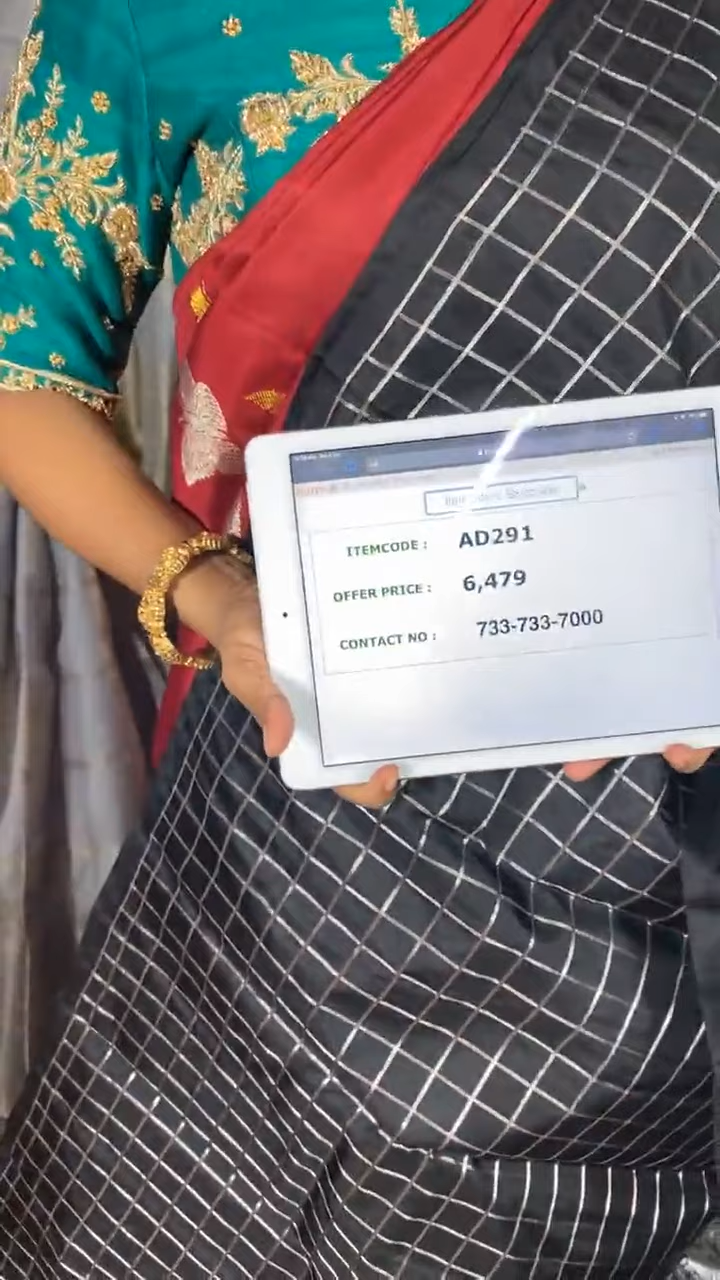 ITEMCODE : AD291
OFFER PRICE : 6,479
CONTACT NO : 733-733-7000